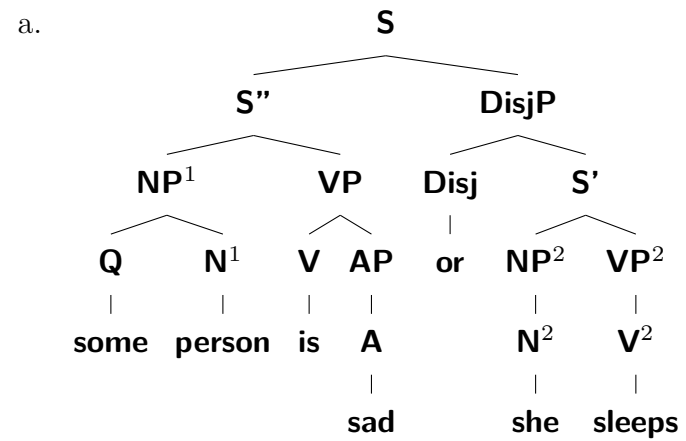 a. S
S" DisjP
NP¹ VP Disj S'
Q N¹ V AP or NP² VP²
some person is A N² V²
sad she sleeps